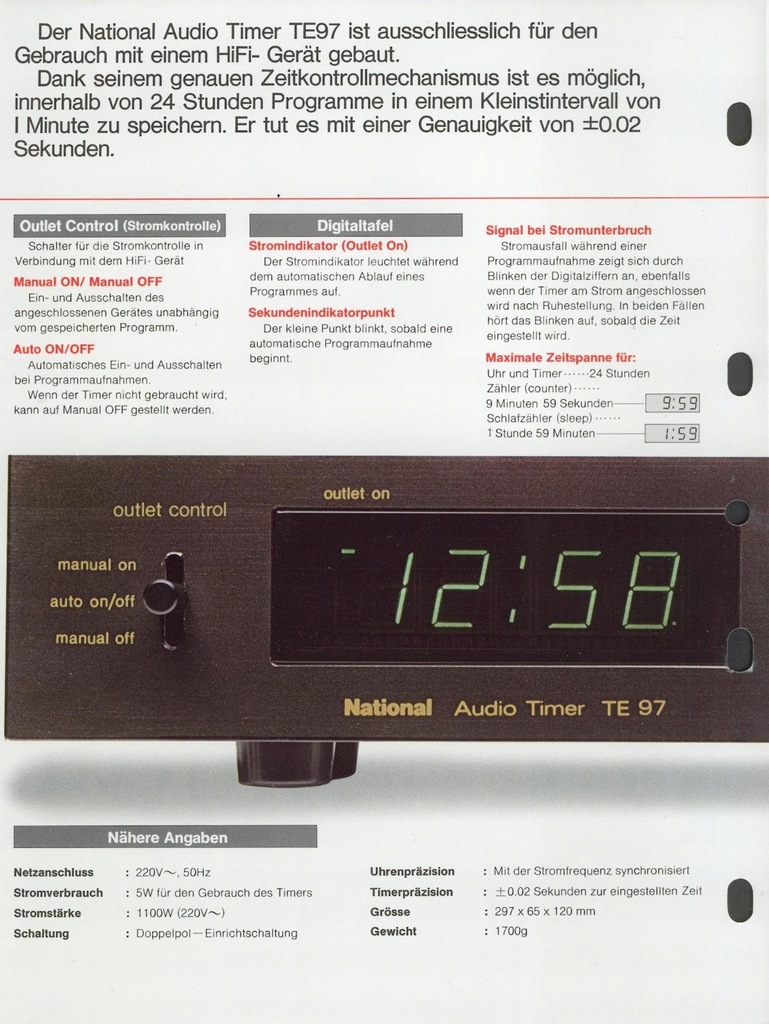 Der National Audio Timer TE97 ist ausschliesslich für den
Gebrauch mit einem HiFi- Gerät gebaut.
Dank seinem genauen Zeitkontrollmechanismus ist es möglich,
innerhalb von 24 Stunden Programme in einem Kleinstintervall von
I Minute zu speichern. Er tut es mit einer Genauigkeit von ±0.02
Sekunden.
Outlet Control (Stromkontrolle)
Schalter für die Stromkontrolle in
Verbindung mit dem HiFi- Gerät
Manual ON/ Manual OFF
Ein- und Ausschalten des
angeschlossenen Gerätes unabhängig
vom gespeicherten Programm.
Auto ON/OFF
Automatisches Ein- und Ausschalten
bei Programmaufnahmen.
Wenn der Timer nicht gebraucht wird,
kann auf Manual OFF gestellt werden.
Digitaltafel
Stromindikator (Outlet On)
Der Stromindikator leuchtet während
dem automatischen Ablauf eines
Programmes auf.
Sekundenindikatorpunkt
Der kleine Punkt blinkt, sobald eine
automatische Programmaufnahme
beginnt.
Signal bei Stromunterbruch
Stromausfall während einer
Programmaufnahme zeigt sich durch
Blinken der Digitalziffern an, ebenfalls
wenn der Timer am Strom angeschlossen
wird nach Ruhestellung. In beiden Fällen
hört das Blinken auf, sobald die Zeit
eingestellt wird.
Maximale Zeitspanne für:
Uhr und Timer······24 Stunden
Zähler (counter)······
9 Minuten 59 Sekunden——9:59
Schlafzähler (sleep)······
1 Stunde 59 Minuten——1:59
outlet on
outlet control
manual on
auto on/off
manual off
12:58
National Audio Timer TE 97
Nähere Angaben
Netzanschluss : 220V～, 50Hz
Stromverbrauch : 5W für den Gebrauch des Timers
Stromstärke : 1100W (220V～)
Schaltung : Doppelpol—Einrichtschaltung
Uhrenpräzision : Mit der Stromfrequenz synchronisiert
Timerpräzision : ±0.02 Sekunden zur eingestellten Zeit
Grösse : 297 x 65 x 120 mm
Gewicht : 1700g